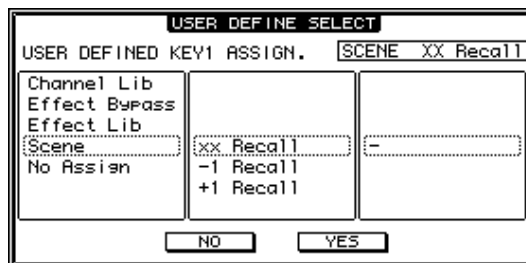 USER DEFINE SELECT
USER DEFINED KEY1 ASSIGN. SCENE XX Recall
Channel Lib
Effect Bypass
Effect Lib
Scene xx Recall -
No Assign -1 Recall
+1 Recall
NO YES